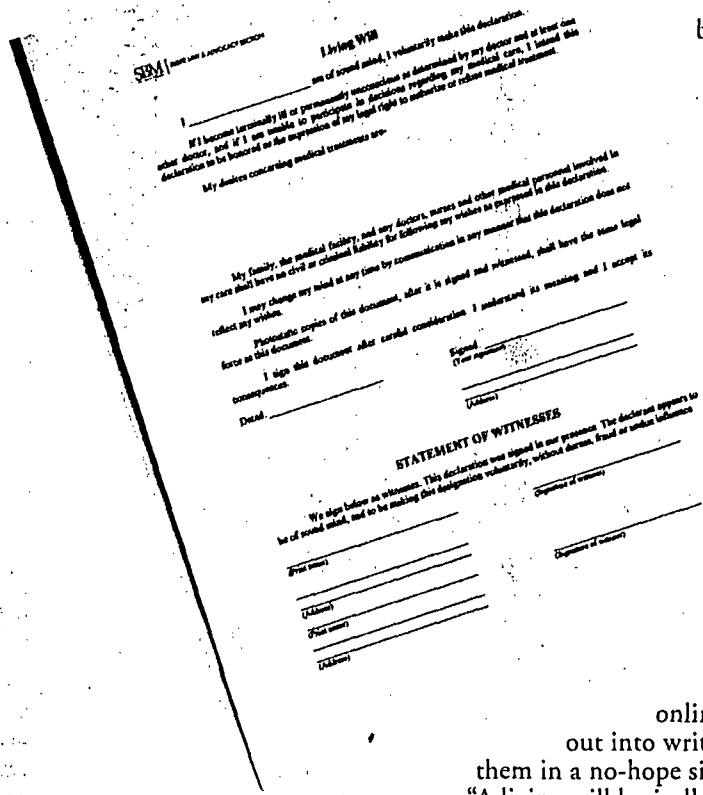 SBM | LAW & ADVOCACY SECTION
Living Will
I am of sound mind, I voluntarily make this declaration.
If I become terminally ill or permanently unconscious as determined by my doctor and at least one
other doctor, and if I am unable to participate in decisions regarding my medical care, I intend this
declaration to be honored as the expression of my legal right to authorize or refuse medical treatment.
My desires concerning medical treatments are-
My family, the medical facility, and any doctors, nurses and other medical personnel involved in
my care shall have no civil or criminal liability for following my wishes as expressed in this declaration.
I may change my mind at any time by communication in any manner that this declaration does not
reflect my wishes.
Photostatic copies of this document, after it is signed and witnessed, shall have the same legal
force as this document.
I sign this document after careful consideration. I understand its meaning and I accept its
consequences.
Dated
Signed
(Your signature)
(Address)
STATEMENT OF WITNESSES
We sign below as witnesses. This declaration was signed in our presence. The declarant appears to
be of sound mind, and to be making this designation voluntarily, without duress, fraud or undue influence
(Print name)
(Signature of witness)
(Address)
(Signature of witness)
(Print name)
(Address)
out into
them in a no-hope